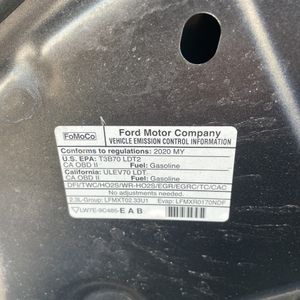 FoMoCo
Ford Motor Company
VEHICLE EMISSION CONTROL INFORMATION
Conforms to regulations: 2020 MY
U.S. EPA: T3B70 LDT2
CA OBD II Fuel: Gasoline
California: ULEV70 LDT
CA OBD II Fuel: Gasoline
DFI/TWC/HO2S/WR-HO2S/EGR/EGRC/TC/CAC
No adjustments needed.
2.3L-Group: LFMXT02.33U1 Evap: LFMXR0170NDF
LW7E-9C485-EAB